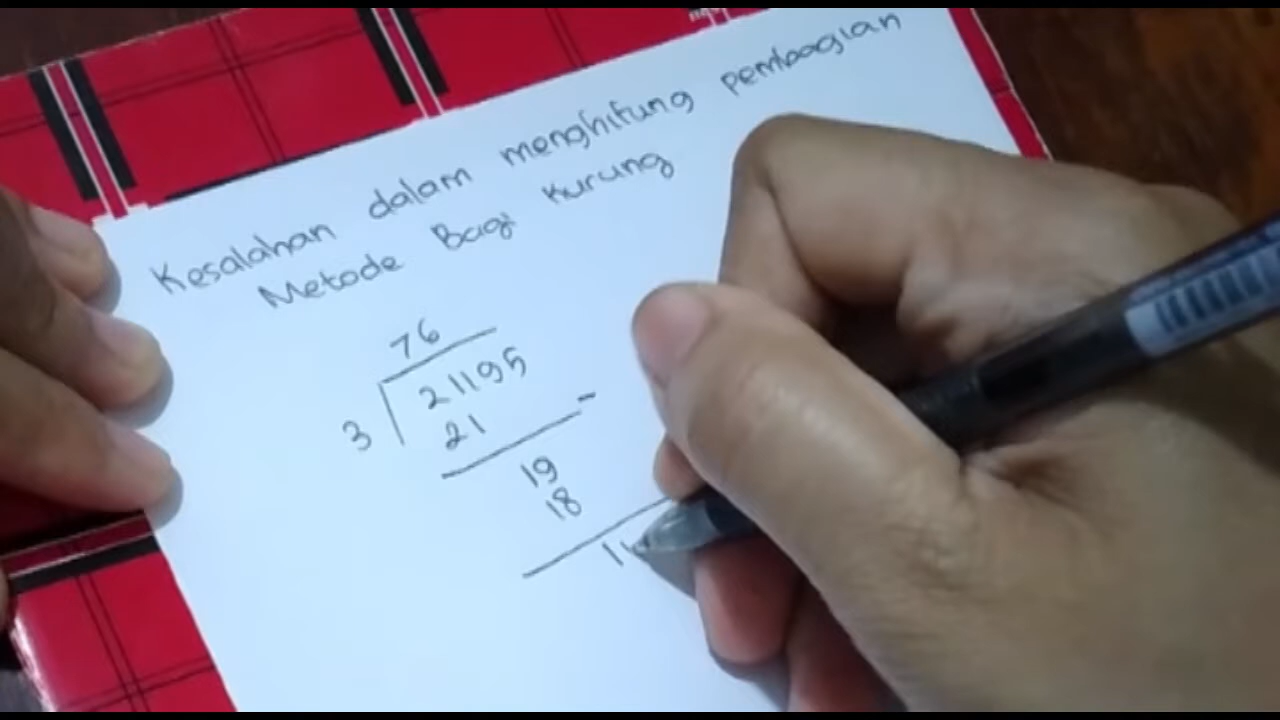 Kesalahan dalam menghitung pembagian
Metode Bagi Kurung
76
3 21195
21 -
19
18